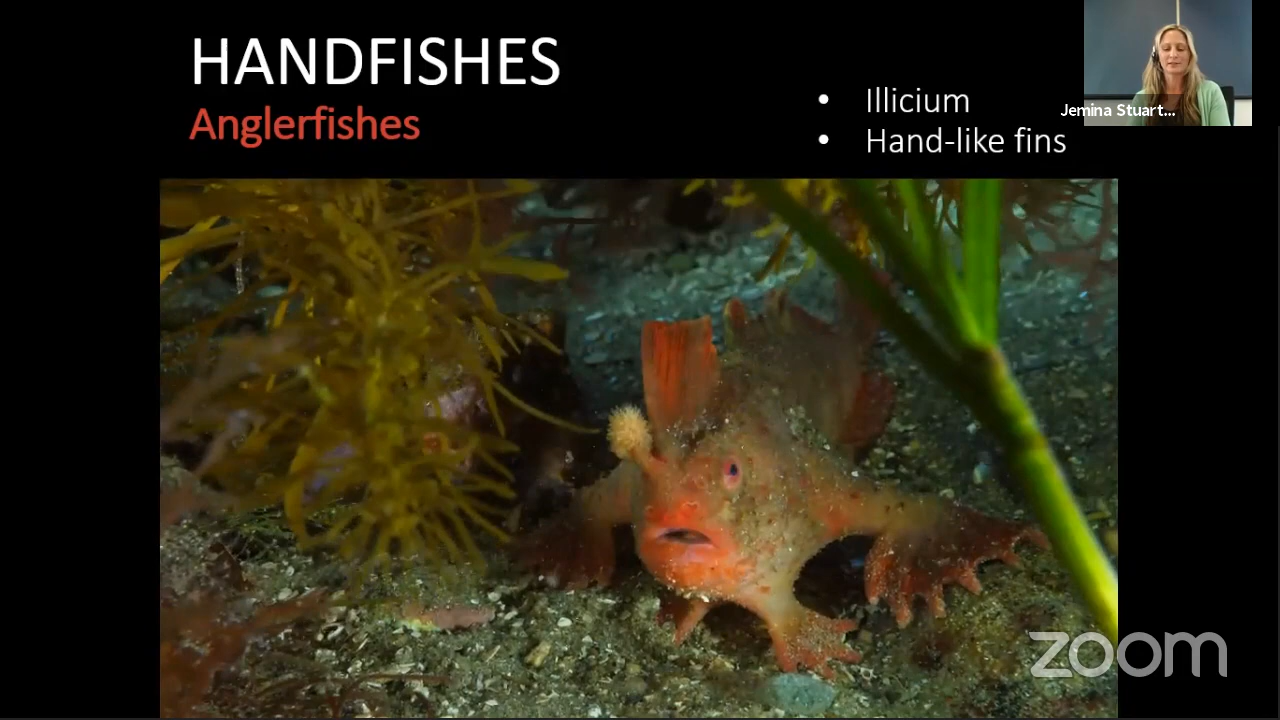 HANDFISHES
Anglerfishes
• Illicium
• Hand-like fins
Jemina Stuart...
zoom